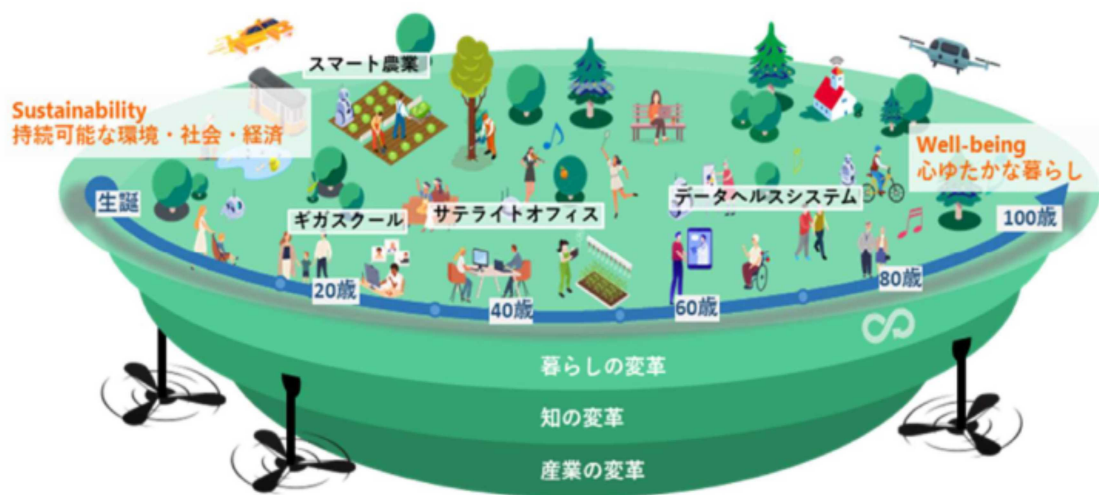 スマート農業
Sustainability
持続可能な環境・社会・経済
Well-being
心ゆたかな暮らし
生誕
ギガスクール
サテライトオフィス
データヘルスシステム
100歳
20歳
40歳
60歳
80歳
暮らしの変革
知の変革
産業の変革